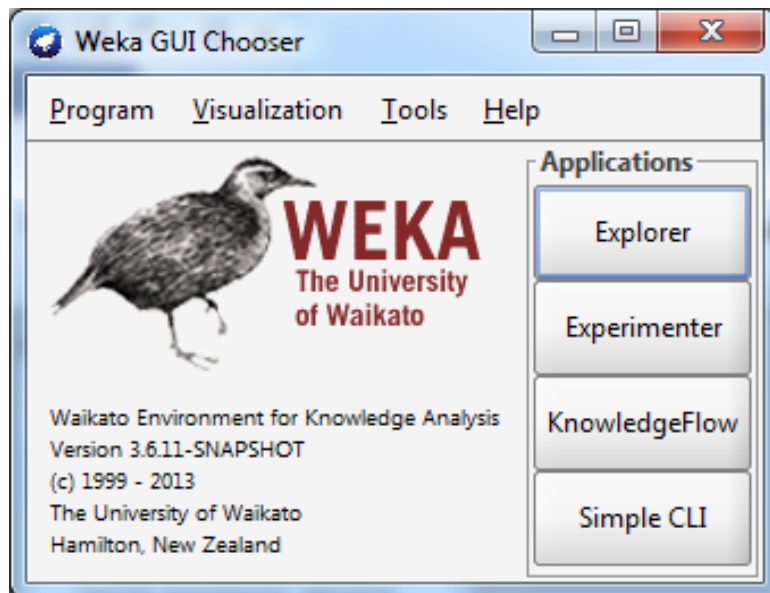 Weka GUI Chooser
Program Visualization Tools Help
WEKA
The University
of Waikato
Waikato Environment for Knowledge Analysis
Version 3.6.11-SNAPSHOT
(c) 1999 - 2013
The University of Waikato
Hamilton, New Zealand
Applications
Explorer
Experimenter
KnowledgeFlow
Simple CLI